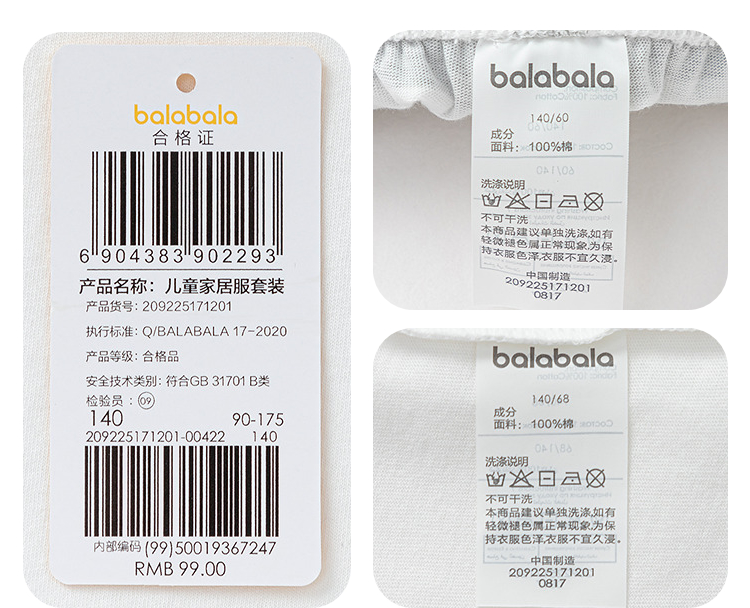 balabala
合格证
6 904383 902293
产品名称：儿童家居服套装
产品货号：209225171201
执行标准：Q/BALABALA 17-2020
产品等级：合格品
安全技术类别：符合GB 31701 B类
检验员：09
140 90-175
209225171201-00422 140
内部编码 (99)50019367247
RMB 99.00
balabala
140/60
成分
面料：100%棉
洗涤说明
不可干洗
本商品建议单独洗涤,如有
轻微褪色属正常现象,为保
持衣服色泽,衣服不宜久浸。
中国制造
209225171201
0817
balabala
140/68
成分
面料：100%棉
洗涤说明
不可干洗
本商品建议单独洗涤,如有
轻微褪色属正常现象,为保
持衣服色泽,衣服不宜久浸。
中国制造
209225171201
0817